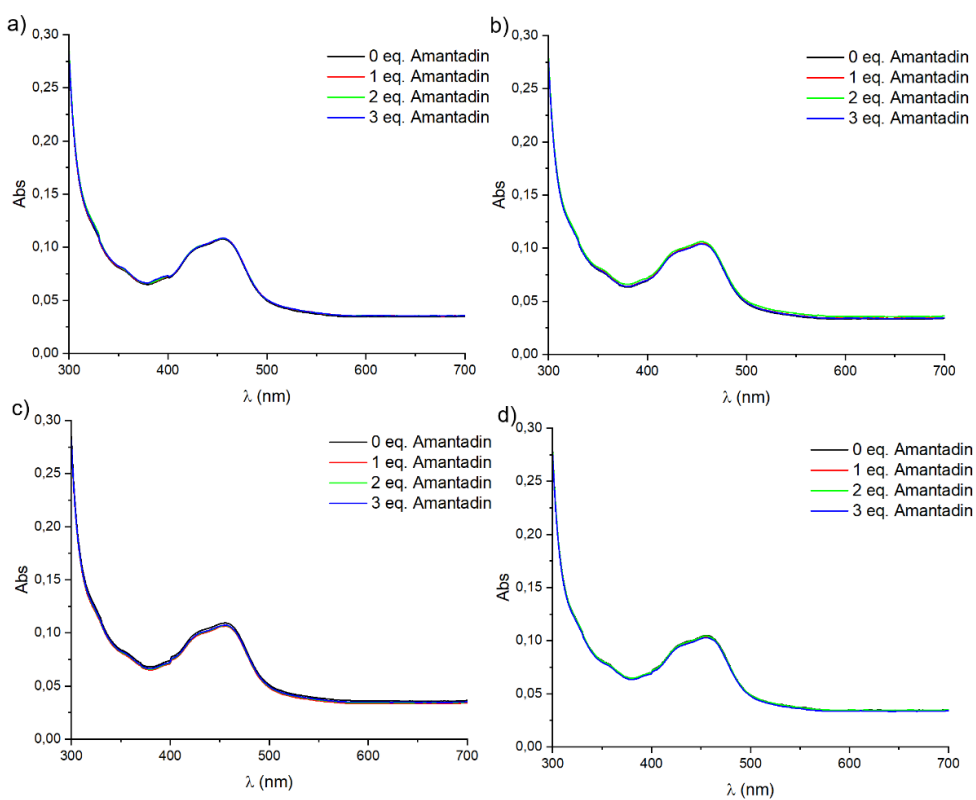 a)
0,30
0,25
0,20
0,15
0,10
0,05
0,00
Abs
300
400
500
600
700
λ (nm)
0 eq. Amantadin
1 eq. Amantadin
2 eq. Amantadin
3 eq. Amantadin
b)
0,30
0,25
0,20
0,15
0,10
0,05
0,00
Abs
300
400
500
600
700
λ (nm)
0 eq. Amantadin
1 eq. Amantadin
2 eq. Amantadin
3 eq. Amantadin
c)
0,30
0,25
0,20
0,15
0,10
0,05
0,00
Abs
300
400
500
600
700
λ (nm)
0 eq. Amantadin
1 eq. Amantadin
2 eq. Amantadin
3 eq. Amantadin
d)
0,30
0,25
0,20
0,15
0,10
0,05
0,00
Abs
300
400
500
600
700
λ (nm)
0 eq. Amantadin
1 eq. Amantadin
2 eq. Amantadin
3 eq. Amantadin